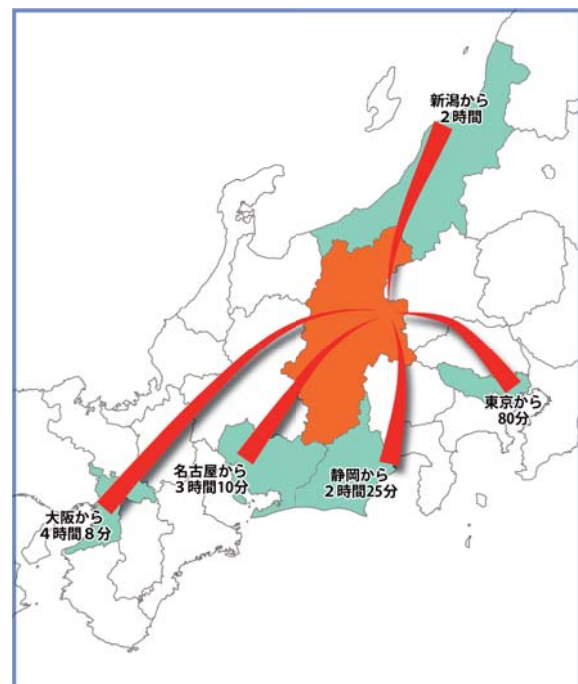 新潟から
２時間
東京から
80分
名古屋から
３時間10分
静岡から
２時間25分
大阪から
４時間８分